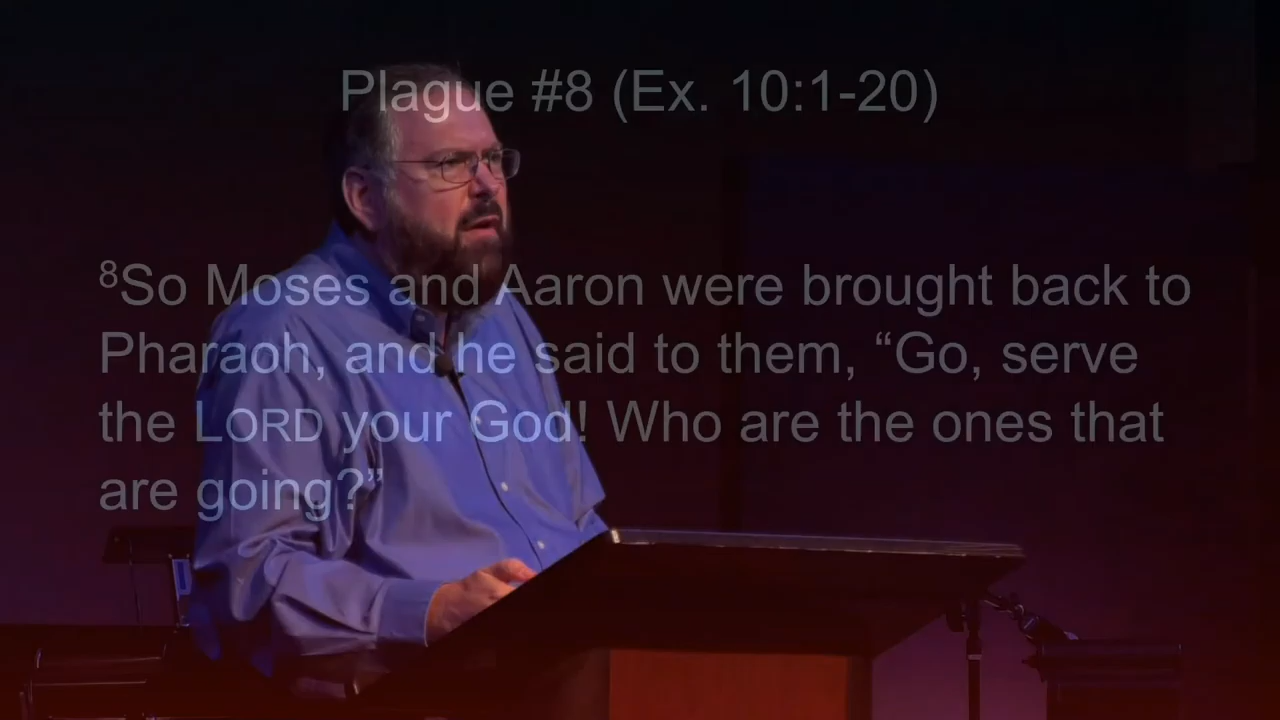 Plague #8 (Ex. 10:1-20)
⁸So Moses and Aaron were brought back to
Pharaoh, and he said to them, “Go, serve
the LORD your God! Who are the ones that
are going?”